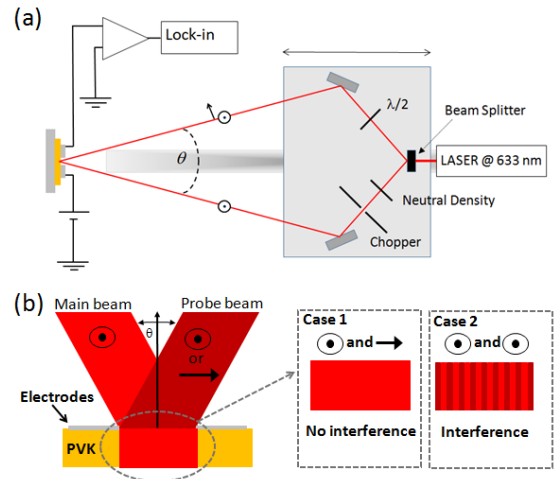 (a)
Lock-in
λ/2
Beam Splitter
LASER @ 633 nm
θ
Neutral Density
Chopper
(b)
Main beam
Probe beam
θ
or
Electrodes
PVK
Case 1
and
No interference
Case 2
and
Interference